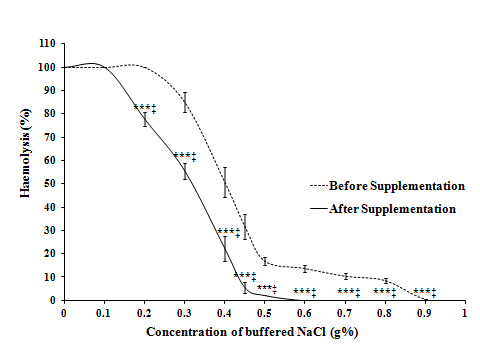 110
100
90
80
70
60
50
40
30
20
10
0
Haemolysis (%)
***‡
***‡
***‡
***‡
***‡
***‡ ***‡ ***‡ ***‡
Before Supplementation
After Supplementation
0 0.1 0.2 0.3 0.4 0.5 0.6 0.7 0.8 0.9 1
Concentration of buffered NaCl (g%)